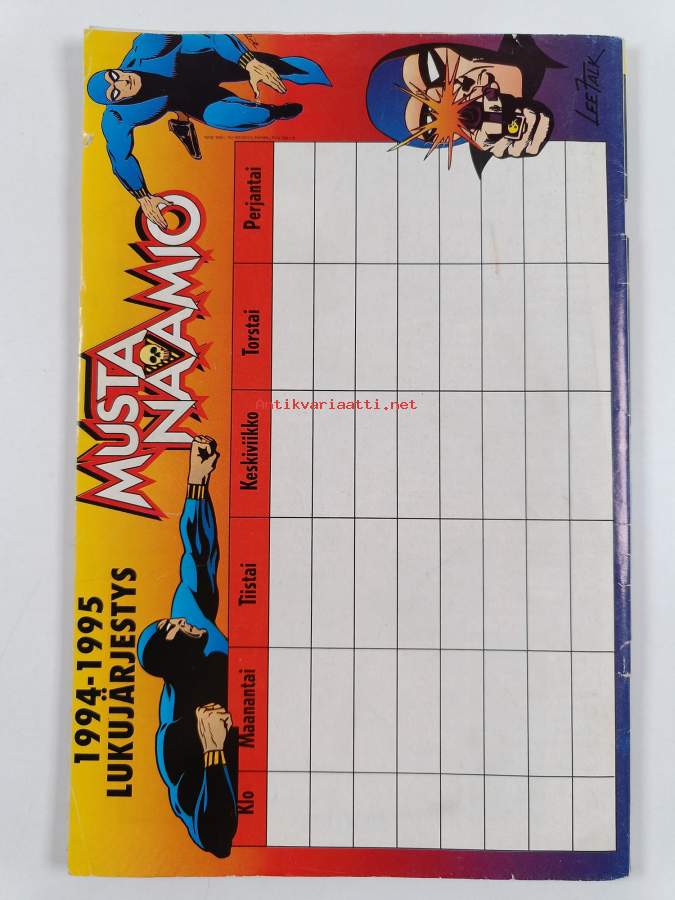 1994-1995
LUKUJÄRJESTYS
MUSTA
NAAMIO
Klo
Maanantai
Tiistai
Keskiviikko
Torstai
Perjantai
LEE FALK
Antikvariaatti.net